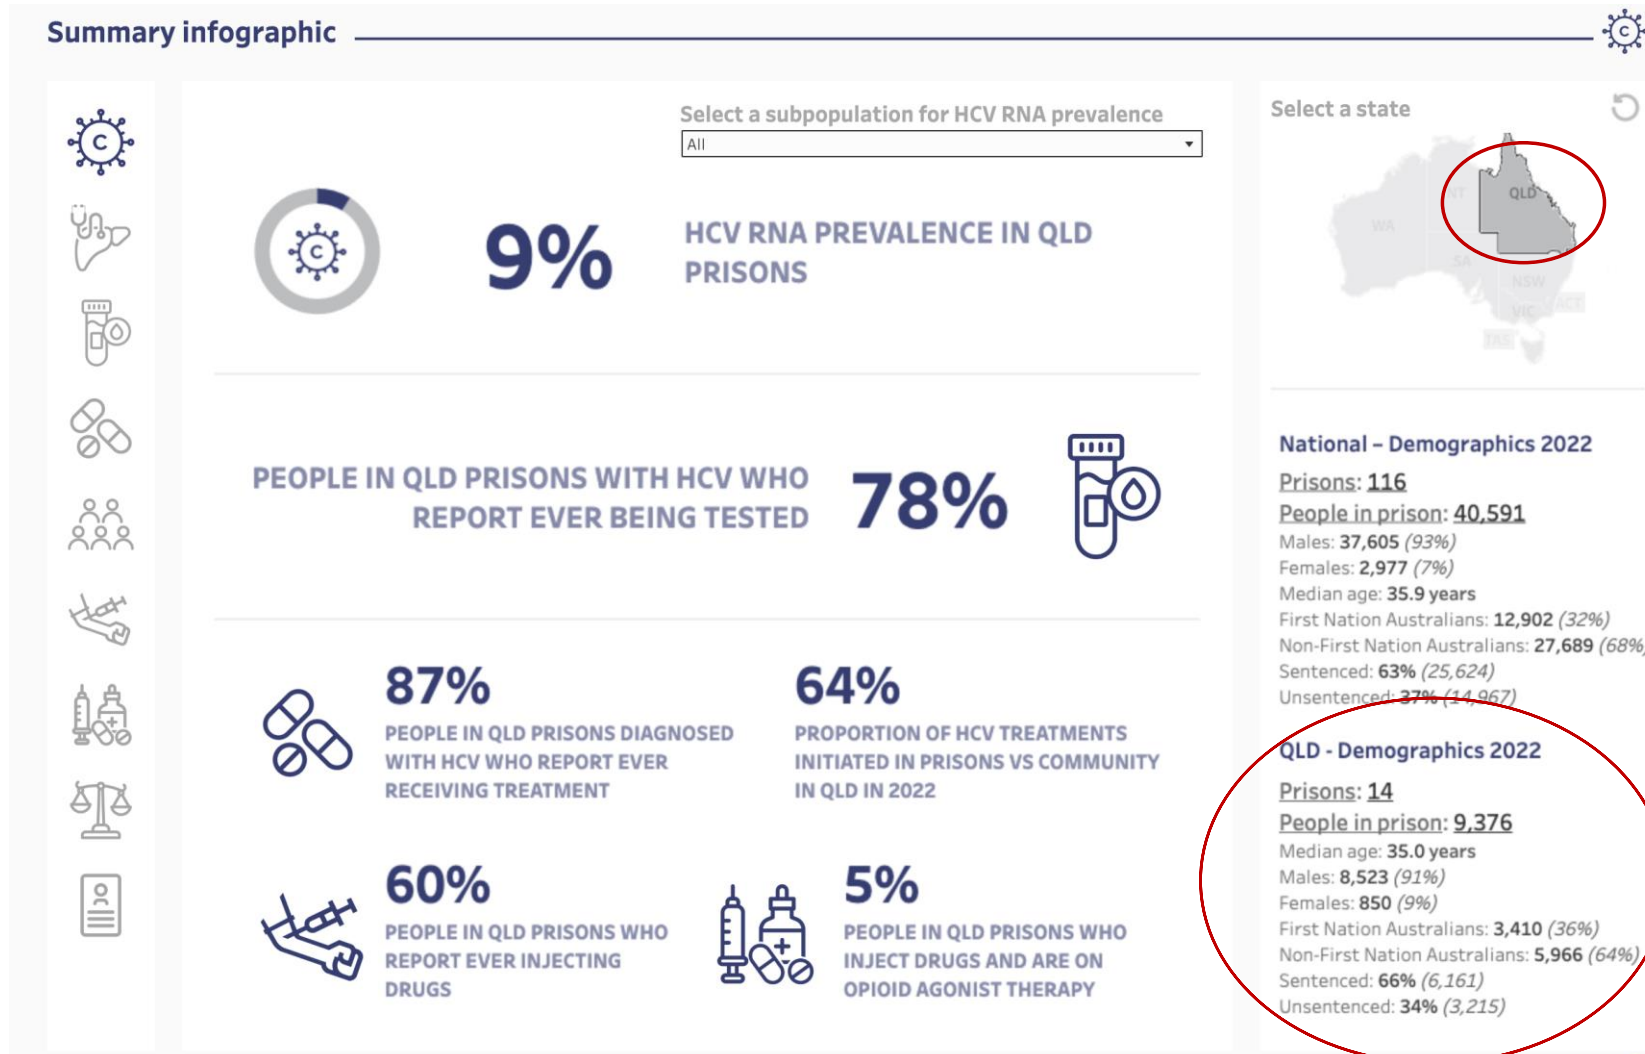 Summary infographic
C
C
Select a subpopulation for HCV RNA prevalence
All
C
9%
HCV RNA PREVALENCE IN QLD
PRISONS
PEOPLE IN QLD PRISONS WITH HCV WHO
REPORT EVER BEING TESTED
78%
87%
PEOPLE IN QLD PRISONS DIAGNOSED
WITH HCV WHO REPORT EVER
RECEIVING TREATMENT
64%
PROPORTION OF HCV TREATMENTS
INITIATED IN PRISONS VS COMMUNITY
IN QLD IN 2022
60%
PEOPLE IN QLD PRISONS WHO
REPORT EVER INJECTING
DRUGS
5%
PEOPLE IN QLD PRISONS WHO
INJECT DRUGS AND ARE ON
OPIOID AGONIST THERAPY
Select a state
NT
QLD
WA
SA
NSW
ACT
VIC
TAS
National – Demographics 2022
Prisons: 116
People in prison: 40,591
Males: 37,605 (93%)
Females: 2,977 (7%)
Median age: 35.9 years
First Nation Australians: 12,902 (32%)
Non-First Nation Australians: 27,689 (68%)
Sentenced: 63% (25,624)
Unsentenced: 37% (14,967)
QLD - Demographics 2022
Prisons: 14
People in prison: 9,376
Median age: 35.0 years
Males: 8,523 (91%)
Females: 850 (9%)
First Nation Australians: 3,410 (36%)
Non-First Nation Australians: 5,966 (64%)
Sentenced: 66% (6,161)
Unsentenced: 34% (3,215)